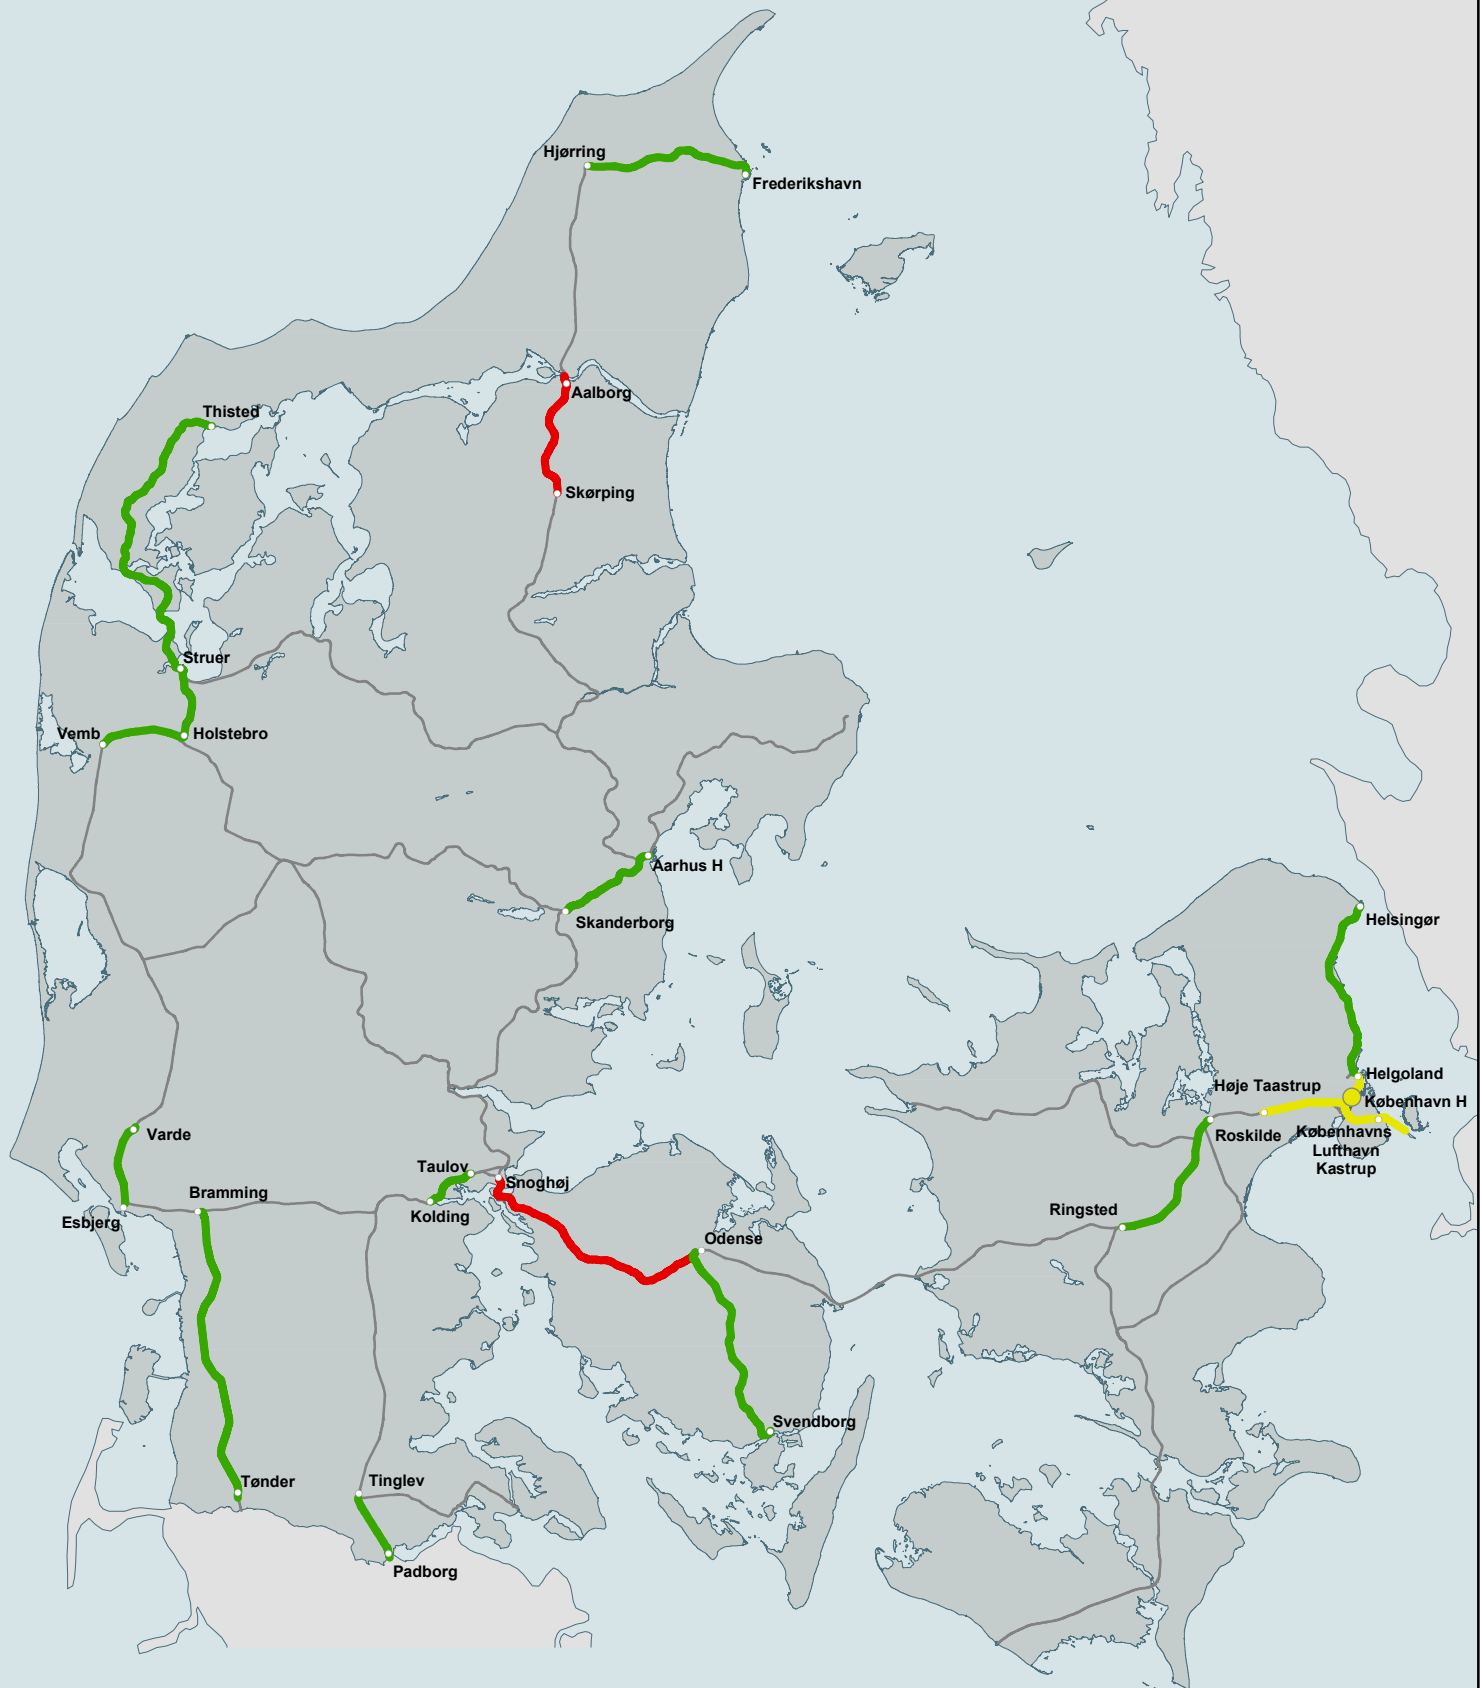 Hjørring
Frederikshavn
Aalborg
Thisted
Skørping
Struer
Vemb
Holstebro
Aarhus H
Skanderborg
Helsingør
Helgoland
Høje Taastrup
København H
Varde
Roskilde
Københavns
Lufthavn
Kastrup
Taulov
Snoghøj
Bramming
Kolding
Esbjerg
Ringsted
Odense
Svendborg
Tønder
Tinglev
Padborg